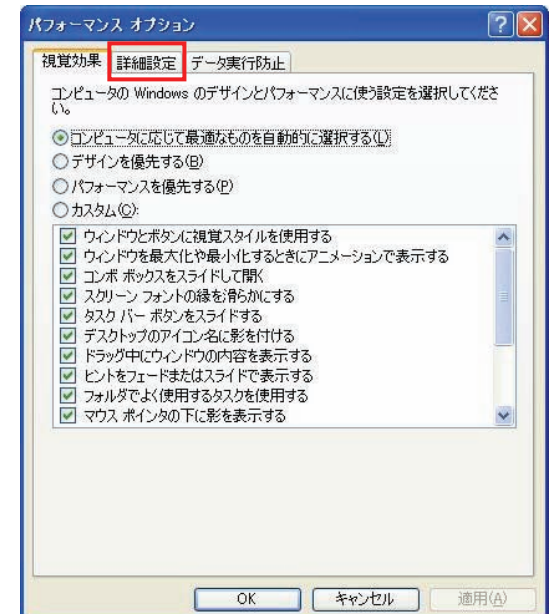 パフォーマンス オプション
視覚効果 詳細設定 データ実行防止
コンピュータの Windows のデザインとパフォーマンスに使う設定を選択してくださ
い。
コンピュータに応じて最適なものを自動的に選択する(L)
デザインを優先する(B)
パフォーマンスを優先する(P)
カスタム(C):
ウィンドウとボタンに視覚スタイルを使用する
ウィンドウを最大化や最小化するときにアニメーションで表示する
コンボ ボックスをスライドして開く
スクリーン フォントの縁を滑らかにする
タスク バー ボタンをスライドする
デスクトップのアイコン名に影を付ける
ドラッグ中にウィンドウの内容を表示する
ヒントをフェードまたはスライドで表示する
フォルダでよく使用するタスクを使用する
マウス ポインタの下に影を表示する
OK キャンセル 適用(A)